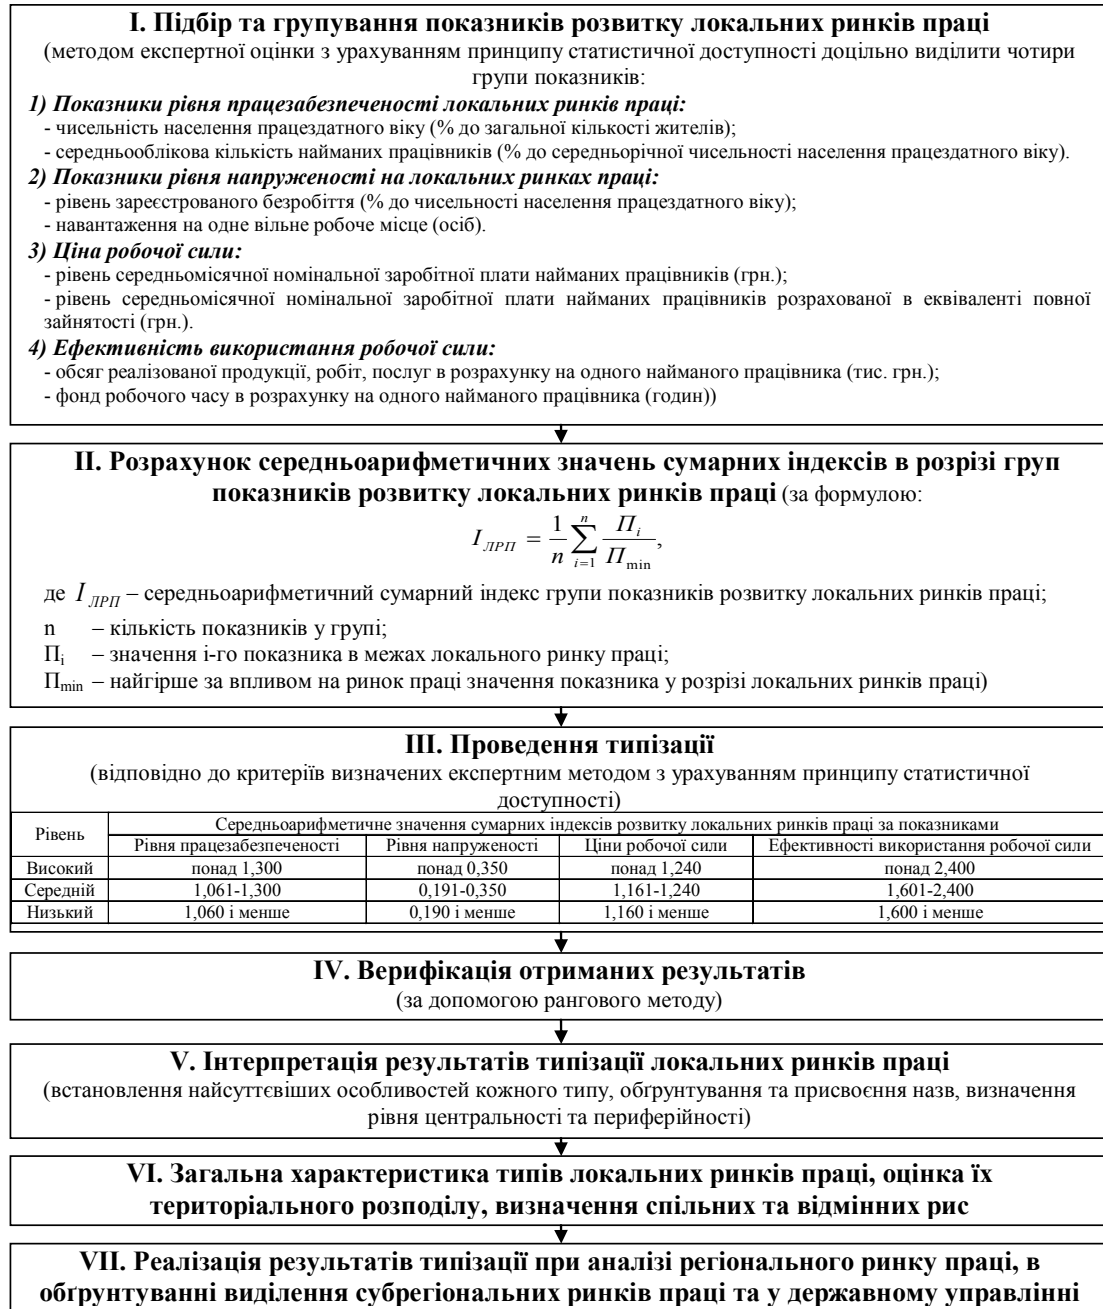 I. Підбір та групування показників розвитку локальних ринків праці
(методом експертної оцінки з урахуванням принципу статистичної доступності доцільно виділити чотири
групи показників:
1) Показники рівня працезабезпеченості локальних ринків праці:
- чисельність населення працездатного віку (% до загальної кількості жителів);
- середньооблікова кількість найманих працівників (% до середньорічної чисельності населення працездатного віку).
2) Показники рівня напруженості на локальних ринках праці:
- рівень зареєстрованого безробіття (% до чисельності населення працездатного віку);
- навантаження на одне вільне робоче місце (осіб).
3) Ціна робочої сили:
- рівень середньомісячної номінальної заробітної плати найманих працівників (грн.);
- рівень середньомісячної номінальної заробітної плати найманих працівників розрахованої в еквіваленті повної
зайнятості (грн.).
4) Ефективність використання робочої сили:
- обсяг реалізованої продукції, робіт, послуг в розрахунку на одного найманого працівника (тис. грн.);
- фонд робочого часу в розрахунку на одного найманого працівника (годин))
II. Розрахунок середньоарифметичних значень сумарних індексів в розрізі груп
показників розвитку локальних ринків праці (за формулою:
I ЛРП = 1/n ∑ i=1 n П i / П min,
де I ЛРП – середньоарифметичний сумарний індекс групи показників розвитку локальних ринків праці;
n – кількість показників у групі;
Пi – значення і-го показника в межах локального ринку праці;
Пmin – найгірше за впливом на ринок праці значення показника у розрізі локальних ринків праці)
III. Проведення типізації
(відповідно до критеріїв визначених експертним методом з урахуванням принципу статистичної
доступності)
Рівень Середньоарифметичне значення сумарних індексів розвитку локальних ринків праці за показниками
Рівня працезабезпеченості Рівня напруженості Ціни робочої сили Ефективності використання робочої сили
Високий понад 1,300 понад 0,350 понад 1,240 понад 2,400
Середній 1,061-1,300 0,191-0,350 1,161-1,240 1,601-2,400
Низький 1,060 і менше 0,190 і менше 1,160 і менше 1,600 і менше
IV. Верифікація отриманих результатів
(за допомогою рангового методу)
V. Інтерпретація результатів типізації локальних ринків праці
(встановлення найсуттєвіших особливостей кожного типу, обґрунтування та присвоєння назв, визначення
рівня центральності та периферійності)
VI. Загальна характеристика типів локальних ринків праці, оцінка їх
територіального розподілу, визначення спільних та відмінних рис
VII. Реалізація результатів типізації при аналізі регіонального ринку праці, в
обґрунтуванні виділення субрегіональних ринків праці та у державному управлінні